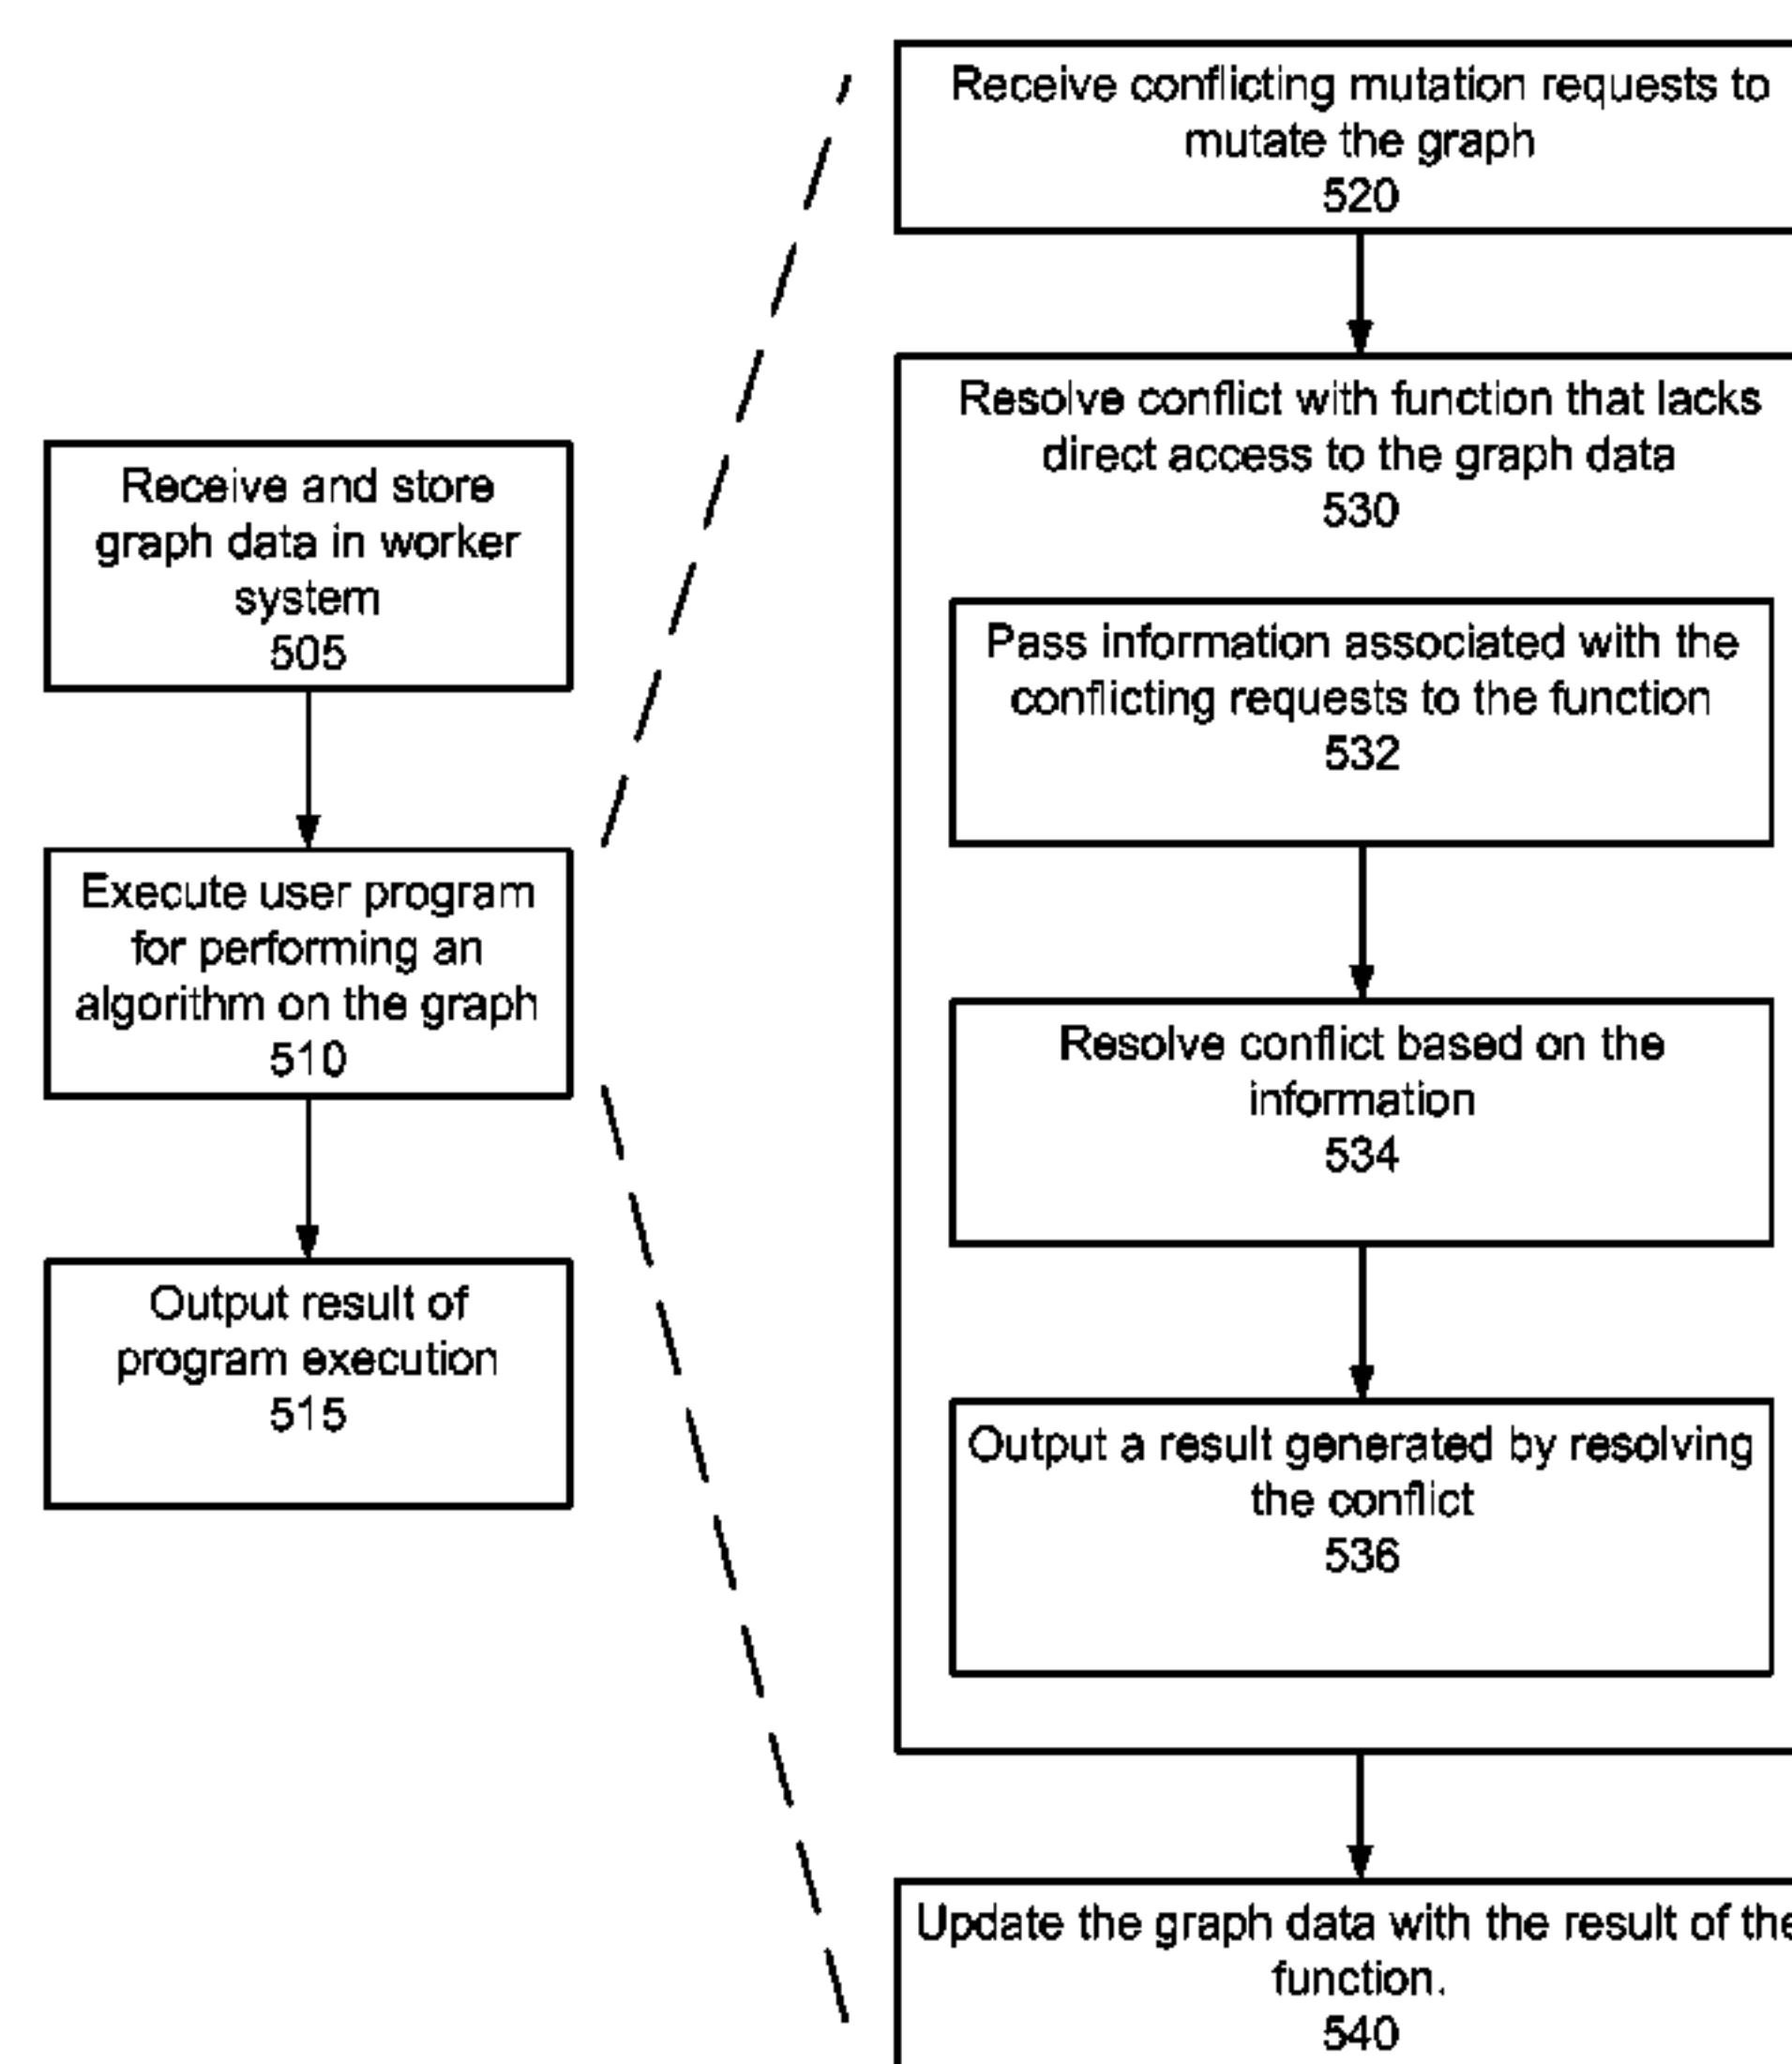 Receive and store
graph data in worker
system
505
Execute user program
for performing an
algorithm on the graph
510
Output result of
program execution
515
Receive conflicting mutation requests to
mutate the graph
520
Resolve conflict with function that lacks
direct access to the graph data
530
Pass information associated with the
conflicting requests to the function
532
Resolve conflict based on the
information
534
Output a result generated by resolving
the conflict
536
Update the graph data with the result of the
function.
540